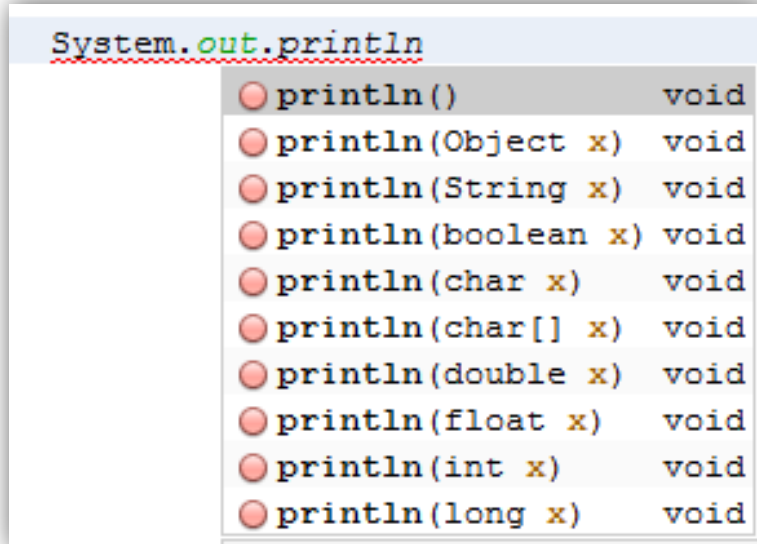 System.out.println
println() void
println(Object x) void
println(String x) void
println(boolean x) void
println(char x) void
println(char[] x) void
println(double x) void
println(float x) void
println(int x) void
println(long x) void